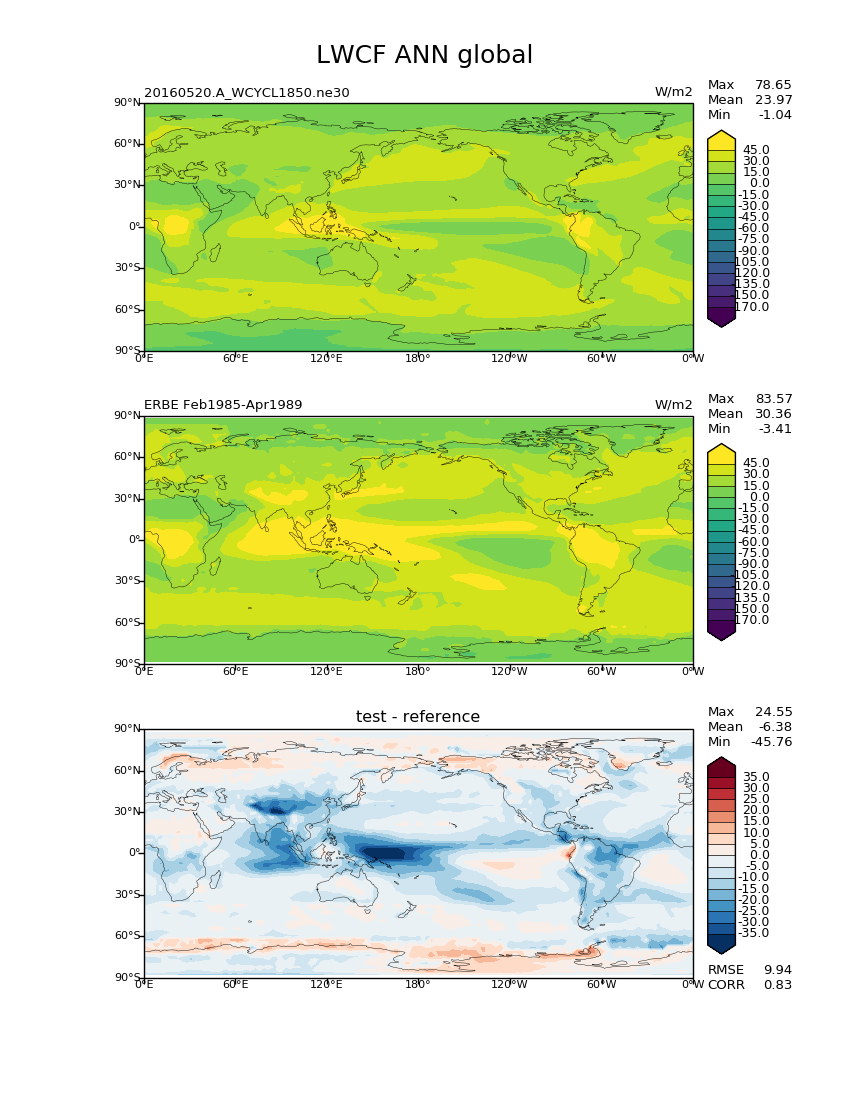 LWCF ANN global
20160520.A_WCYCL1850.ne30 W/m2
Max 78.65
Mean 23.97
Min -1.04
90°N
60°N
30°N
0°
30°S
60°S
90°S
0°E 60°E 120°E 180° 120°W 60°W 0°W
45.0
30.0
15.0
0.0
-15.0
-30.0
-45.0
-60.0
-75.0
-90.0
-105.0
-120.0
-135.0
-150.0
-170.0
ERBE Feb1985-Apr1989 W/m2
Max 83.57
Mean 30.36
Min -3.41
90°N
60°N
30°N
0°
30°S
60°S
90°S
0°E 60°E 120°E 180° 120°W 60°W 0°W
45.0
30.0
15.0
0.0
-15.0
-30.0
-45.0
-60.0
-75.0
-90.0
-105.0
-120.0
-135.0
-150.0
-170.0
test - reference
Max 24.55
Mean -6.38
Min -45.76
90°N
60°N
30°N
0°
30°S
60°S
90°S
0°E 60°E 120°E 180° 120°W 60°W 0°W
35.0
30.0
25.0
20.0
15.0
10.0
5.0
0.0
-5.0
-10.0
-15.0
-20.0
-25.0
-30.0
-35.0
RMSE 9.94
CORR 0.83